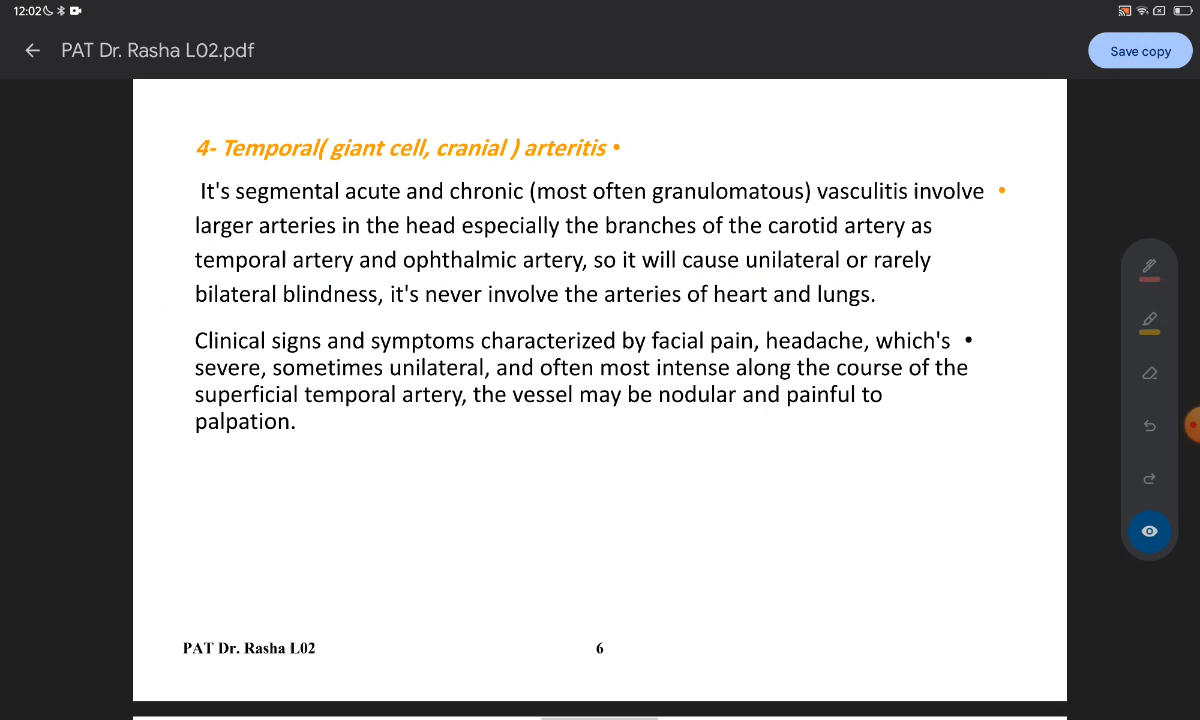 12:02
PAT Dr. Rasha L02.pdf
Save copy
4- Temporal( giant cell, cranial ) arteritis •
It's segmental acute and chronic (most often granulomatous) vasculitis involve •
larger arteries in the head especially the branches of the carotid artery as
temporal artery and ophthalmic artery, so it will cause unilateral or rarely
bilateral blindness, it's never involve the arteries of heart and lungs.
Clinical signs and symptoms characterized by facial pain, headache, which's •
severe, sometimes unilateral, and often most intense along the course of the
superficial temporal artery, the vessel may be nodular and painful to
palpation.
PAT Dr. Rasha L02 6